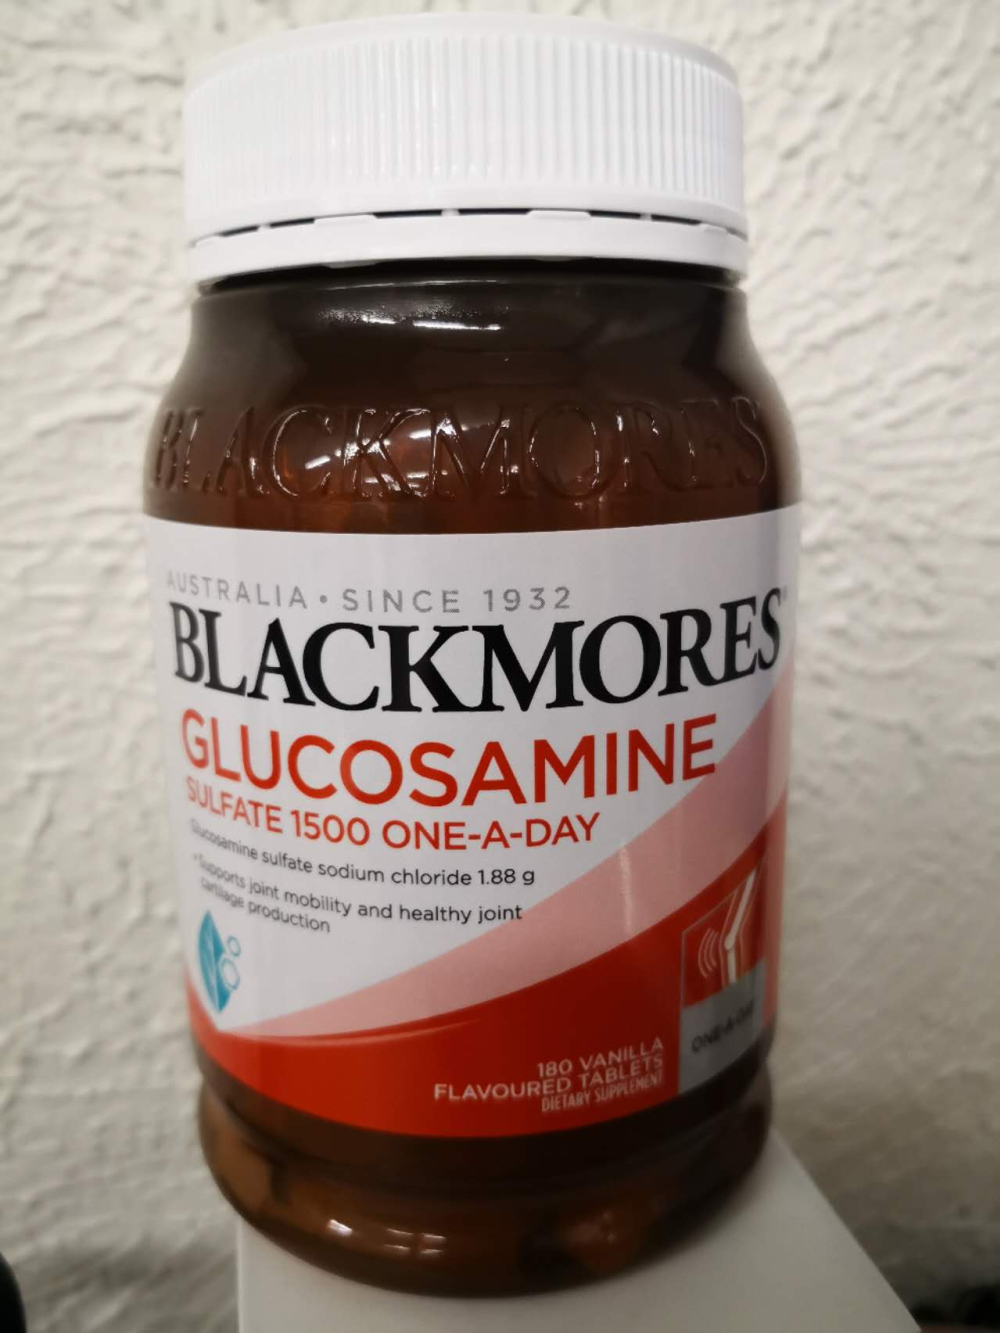 BLACKMORES
AUSTRALIA • SINCE 1932
BLACKMORES
GLUCOSAMINE
SULFATE 1500 ONE-A-DAY
Glucosamine sulfate sodium chloride 1.88 g
• Supports joint mobility and healthy joint
cartilage production
ONE-A-DAY
180 VANILLA
FLAVOURED TABLETS
DIETARY SUPPLEMENT